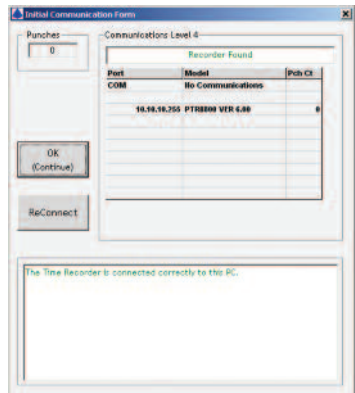 Initial Communication Form
Punches
0
Communications Level 4
Recorder Found
Port Model Pch Ct
COM No Communications
10.10.10.255 PTR8800 VER 6.00 0
OK
(Continue)
ReConnect
The Time Recorder is connected correctly to this PC.